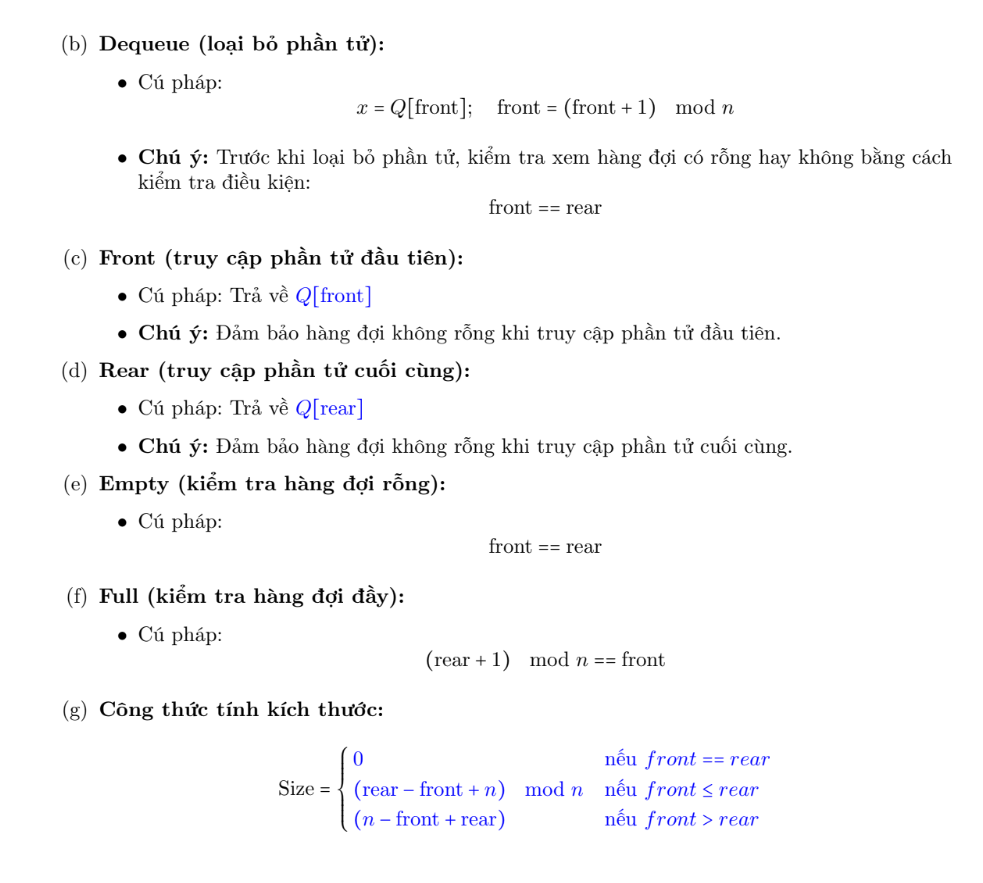 (b) Dequeue (loại bỏ phần tử):
• Cú pháp:
x = Q[front];   front = (front + 1)   mod n
• Chú ý: Trước khi loại bỏ phần tử, kiểm tra xem hàng đợi có rỗng hay không bằng cách
kiểm tra điều kiện:
front == rear
(c) Front (truy cập phần tử đầu tiên):
• Cú pháp: Trả về Q[front]
• Chú ý: Đảm bảo hàng đợi không rỗng khi truy cập phần tử đầu tiên.
(d) Rear (truy cập phần tử cuối cùng):
• Cú pháp: Trả về Q[rear]
• Chú ý: Đảm bảo hàng đợi không rỗng khi truy cập phần tử cuối cùng.
(e) Empty (kiểm tra hàng đợi rỗng):
• Cú pháp:
front == rear
(f) Full (kiểm tra hàng đợi đầy):
• Cú pháp:
(rear + 1)   mod n == front
(g) Công thức tính kích thước:
0   nếu front == rear
Size = { (rear − front + n)   mod n   nếu front ≤ rear
(n − front + rear)   nếu front > rear